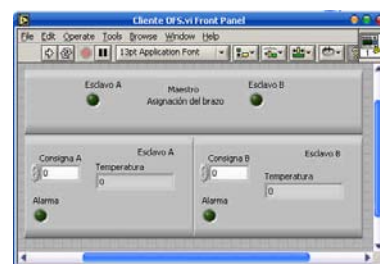 Cliente OFS.vi Front Panel
File Edit Operate Tools Browse Window Help
13pt Application Font
1
Esclavo A
Maestro
Asignación del brazo
Esclavo B
Esclavo A
Consigna A
Temperatura
0
0
Alarma
Esclavo B
Consigna B
Temperatura
0
0
Alarma